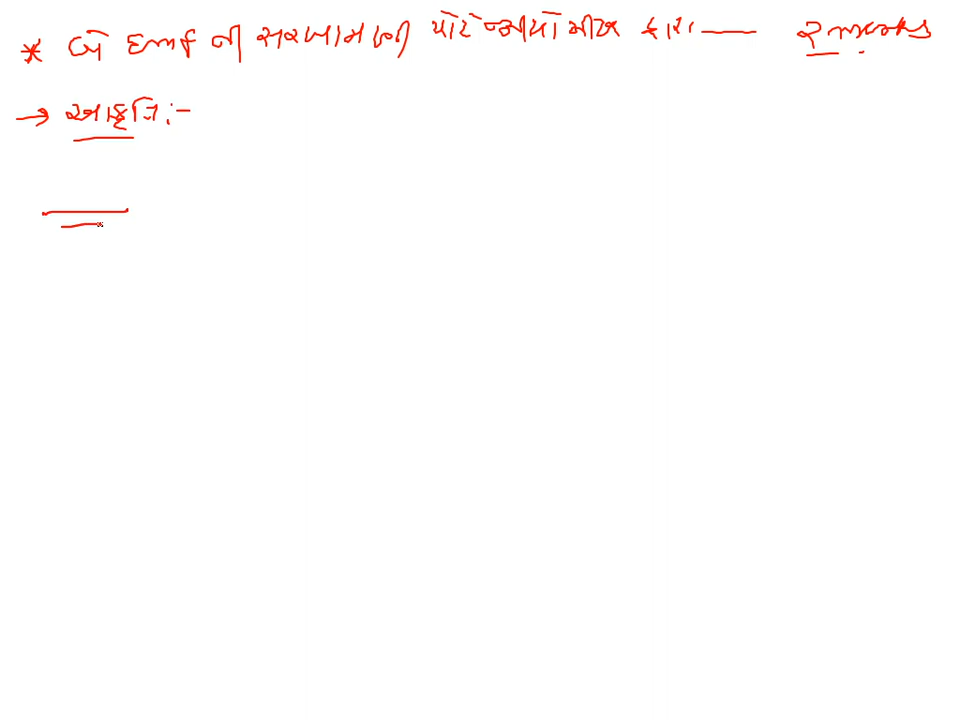 * બે emf ની સરખામણી પોટેન્શીયોમીટર દ્વારા — 2 marks
→ આકૃતિ :-